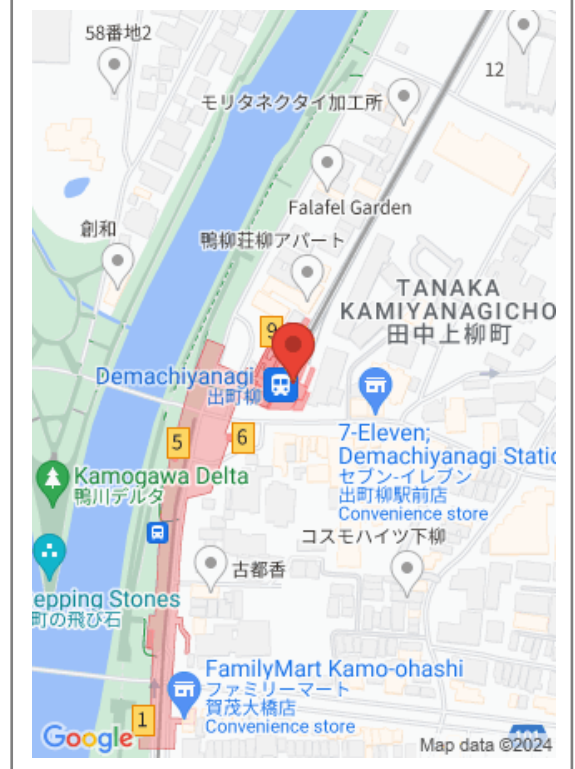 58番地2
12
モリタネクタイ加工所
Falafel Garden
創和
鴨柳荘柳アパート
TANAKA
KAMIYANAGICHO
田中上柳町
9
Demachiyanagi
出町柳
5
6
7-Eleven;
Demachiyanagi Static
セブン-イレブン
出町柳駅前店
Convenience store
Kamogawa Delta
鴨川デルタ
コスモハイツ下柳
古都香
epping Stones
町の飛び石
FamilyMart Kamo-ohashi
ファミリーマート
賀茂大橋店
Convenience store
1
Google
Map data ©2024